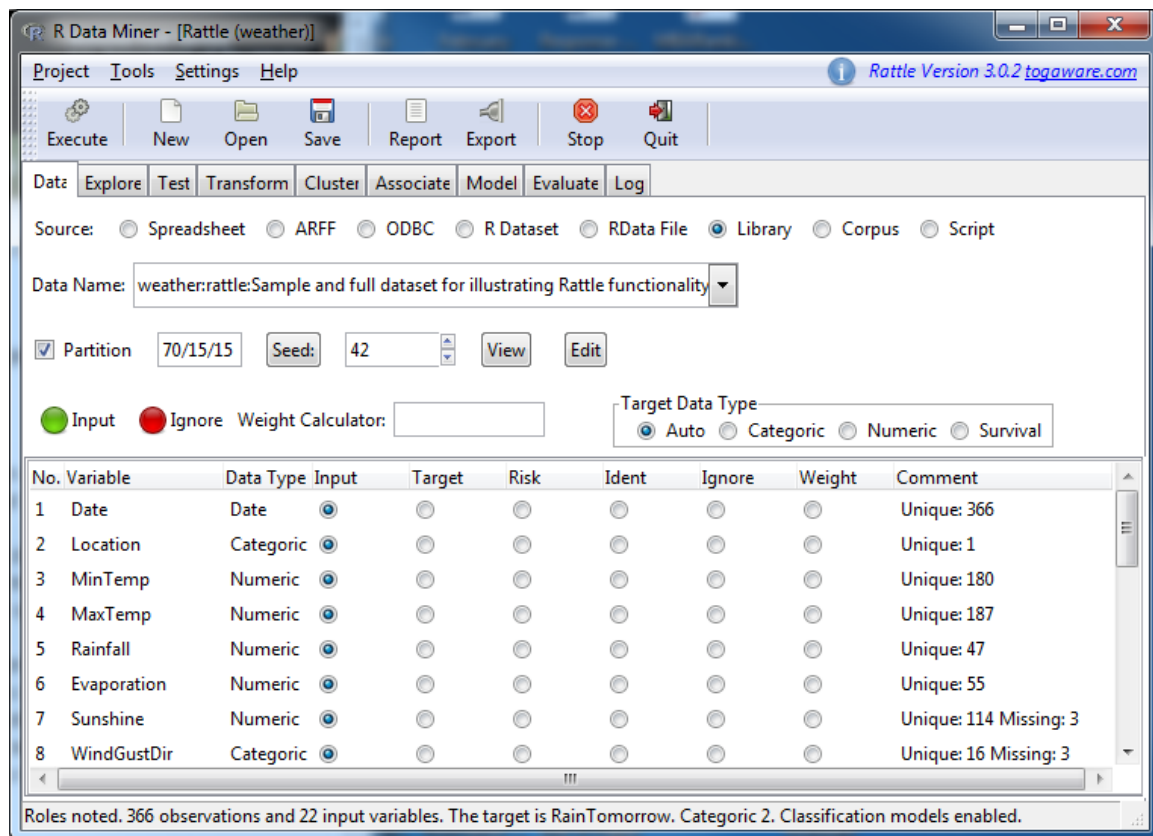 R Data Miner - [Rattle (weather)]
Project Tools Settings Help Rattle Version 3.0.2 togaware.com
Execute New Open Save Report Export Stop Quit
Data Explore Test Transform Cluster Associate Model Evaluate Log
Source: Spreadsheet ARFF ODBC R Dataset RData File Library Corpus Script
Data Name: weather:rattle:Sample and full dataset for illustrating Rattle functionality
Partition 70/15/15 Seed: 42 View Edit
Target Data Type
Input Ignore Weight Calculator: Auto Categoric Numeric Survival
No. Variable Data Type Input Target Risk Ident Ignore Weight Comment
1 Date Date Unique: 366
2 Location Categoric Unique: 1
3 MinTemp Numeric Unique: 180
4 MaxTemp Numeric Unique: 187
5 Rainfall Numeric Unique: 47
6 Evaporation Numeric Unique: 55
7 Sunshine Numeric Unique: 114 Missing: 3
8 WindGustDir Categoric Unique: 16 Missing: 3
Roles noted. 366 observations and 22 input variables. The target is RainTomorrow. Categoric 2. Classification models enabled.